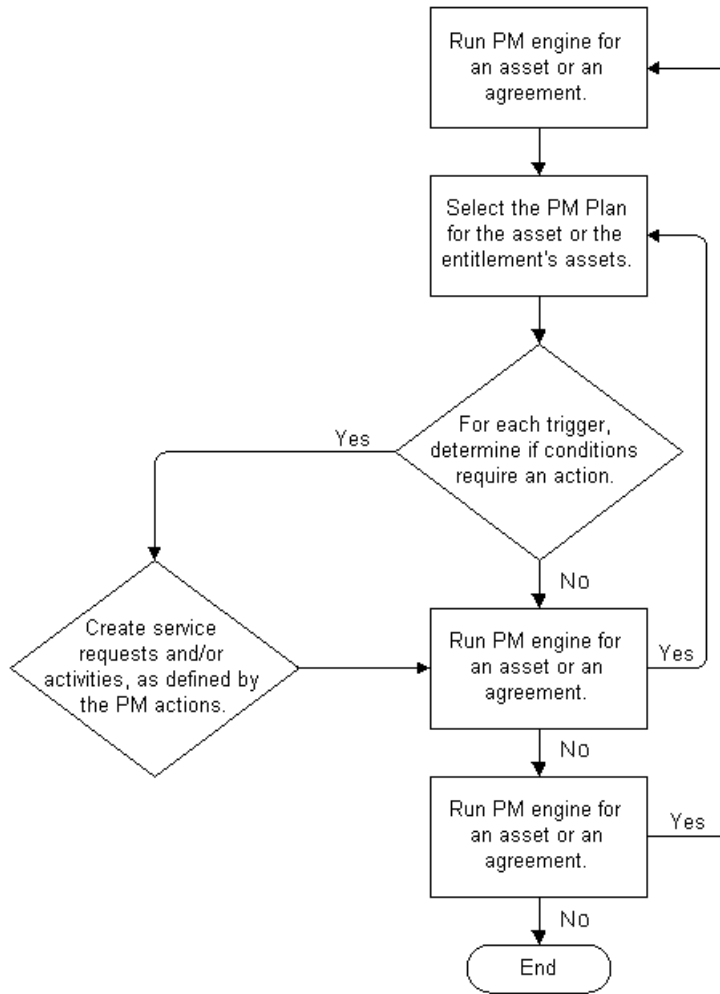 Run PM engine for
an asset or an
agreement.
Select the PM Plan
for the asset or the
entitlement's assets.
For each trigger,
determine if conditions
require an action.
Yes
No
Create service
requests and/or
activities, as defined by
the PM actions.
Run PM engine for
an asset or an
agreement.
Yes
No
Run PM engine for
an asset or an
agreement.
Yes
No
End